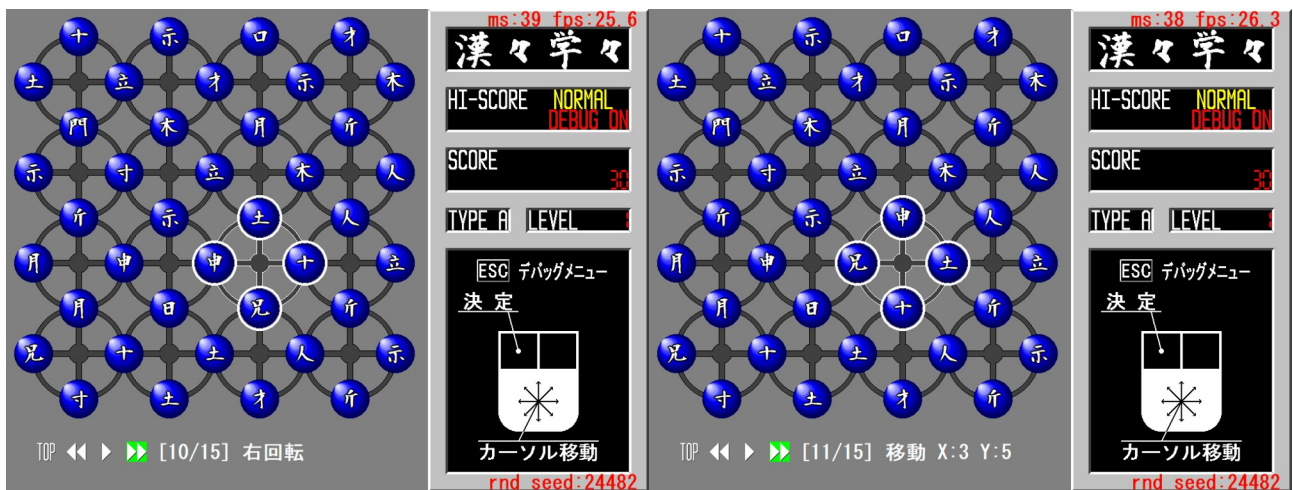 ms:39 fps:25.6
漢々学々
HI-SCORE NORMAL
DEBUG ON
SCORE
30
TYPE A LEVEL 1
ESC デバッグメニュー
決定
カーソル移動
rnd seed:24482
十 示 口 才
土 立 才 示 木
門 木 月 斤
示 寸 立 木 人
斤 示 土 人
月 申 申 十 立
月 日 兄 斤
兄 十 土 人 示
寸 土 才 斤
TOP [10/15] 右回転
ms:38 fps:26.3
漢々学々
HI-SCORE NORMAL
DEBUG ON
SCORE
30
TYPE A LEVEL 1
ESC デバッグメニュー
決定
カーソル移動
rnd seed:24482
十 示 口 才
土 立 才 示 木
門 木 月 斤
示 寸 立 木 人
斤 示 申 人
月 申 兄 土 立
月 日 十 斤
兄 十 土 人 示
寸 土 才 斤
TOP [11/15] 移動 X:3 Y:5